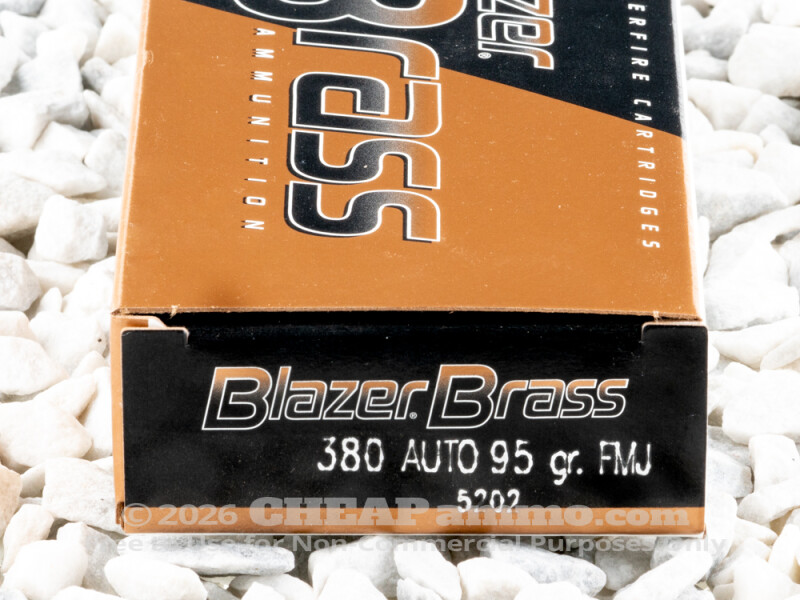 Brass
AMMUNITION
CARTRIDGES
Blazer® Brass
380 AUTO 95 gr. FMJ
5202
© 2026 CHEAPammo.com
Use for Non-Commercial Purposes only